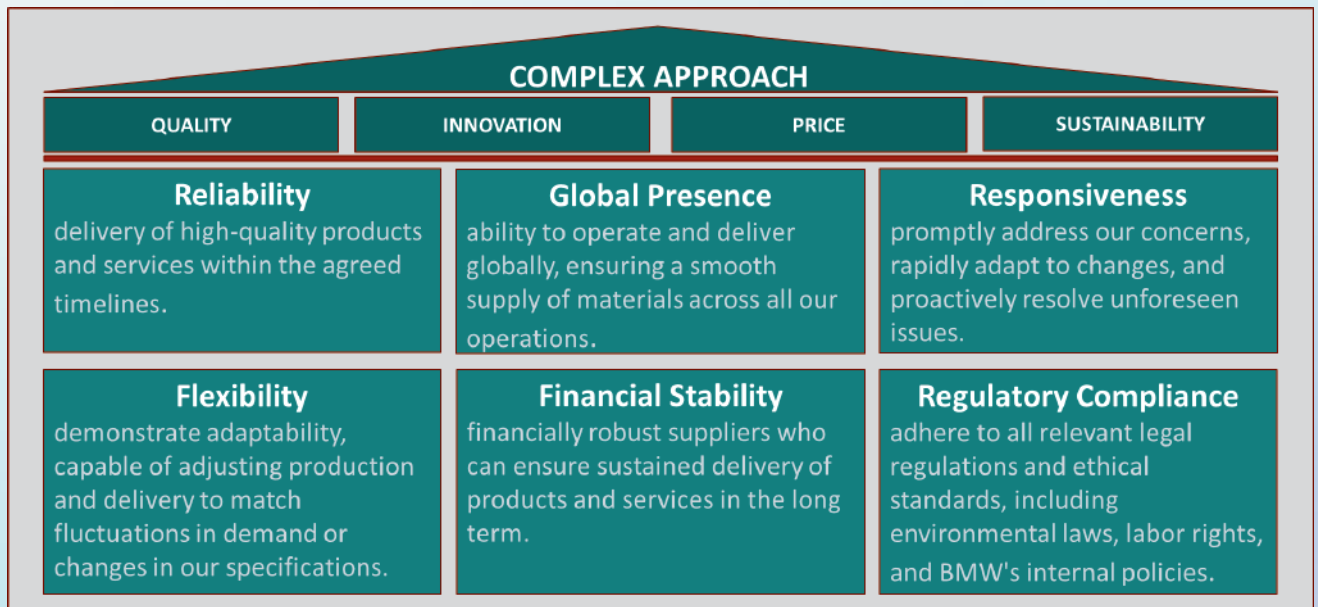 COMPLEX APPROACH
QUALITY
INNOVATION
PRICE
SUSTAINABILITY
Reliability
delivery of high-quality products
and services within the agreed
timelines.
Global Presence
ability to operate and deliver
globally, ensuring a smooth
supply of materials across all our
operations.
Responsiveness
promptly address our concerns,
rapidly adapt to changes, and
proactively resolve unforeseen
issues.
Flexibility
demonstrate adaptability,
capable of adjusting production
and delivery to match
fluctuations in demand or
changes in our specifications.
Financial Stability
financially robust suppliers who
can ensure sustained delivery of
products and services in the long
term.
Regulatory Compliance
adhere to all relevant legal
regulations and ethical
standards, including
environmental laws, labor rights,
and BMW's internal policies.